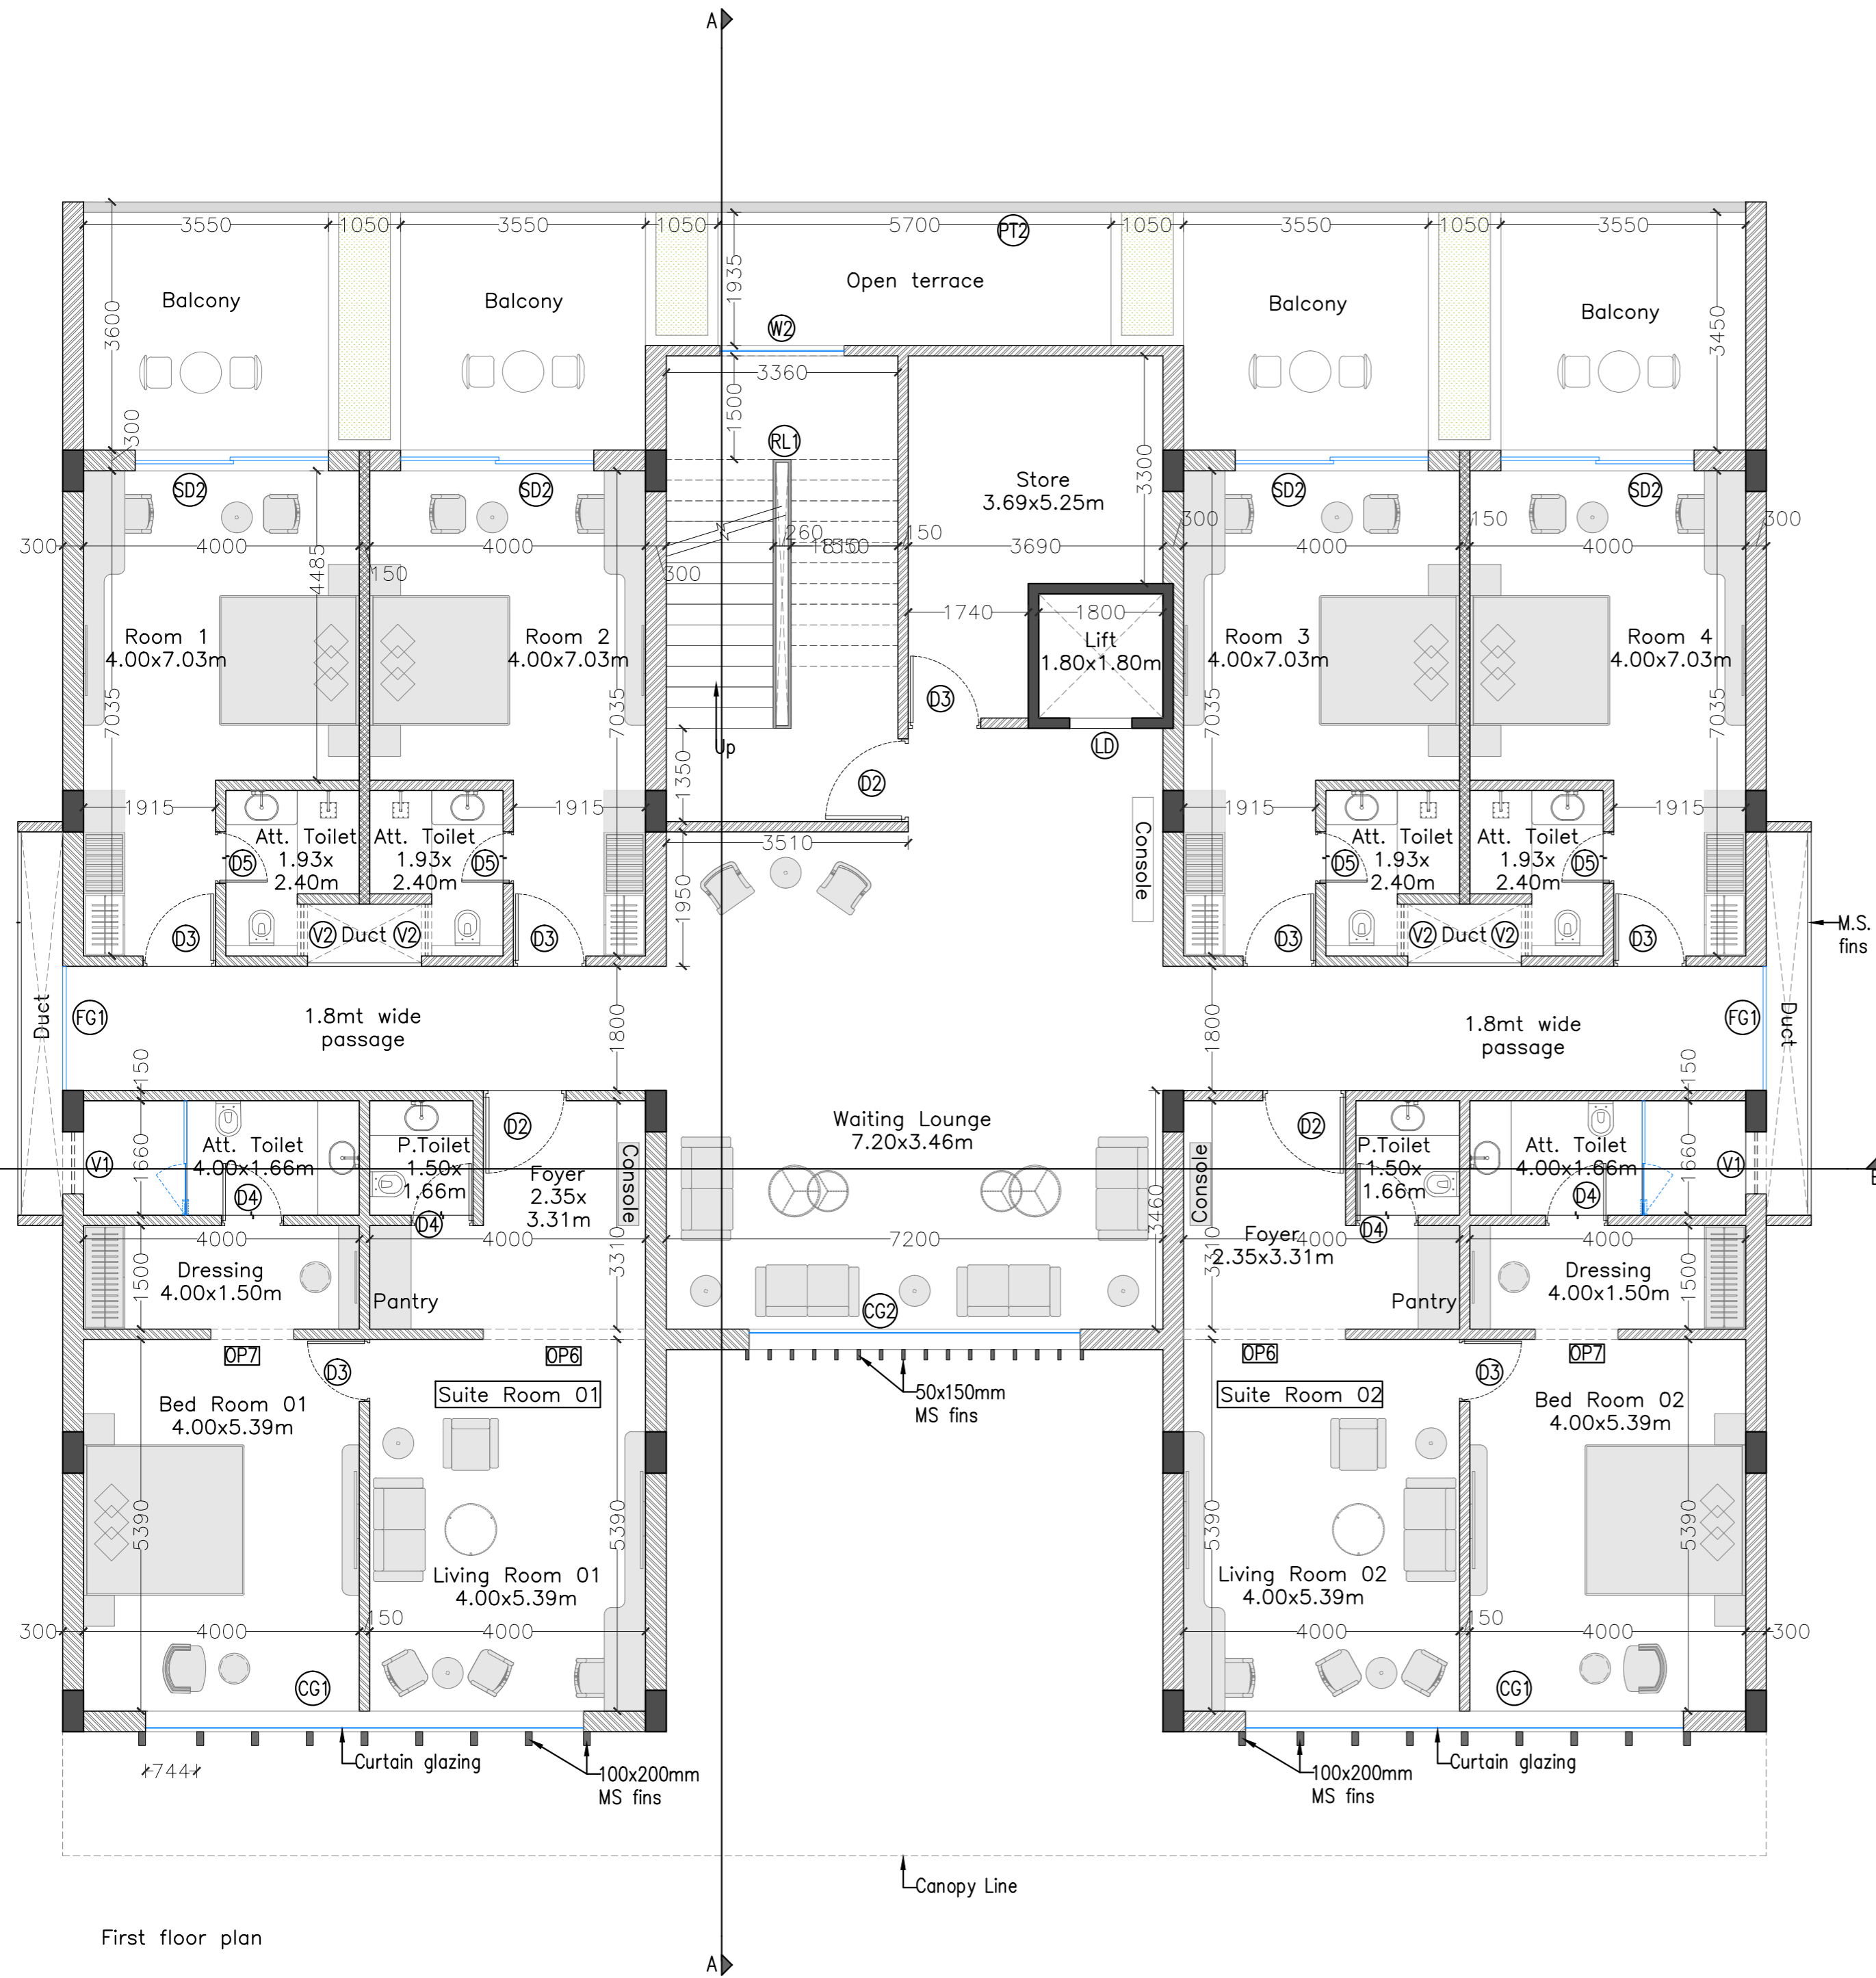 A
3550
1050
3550
1050
5700
PT2
1050
3550
1050
3550
1935
Open terrace
Balcony
Balcony
Balcony
Balcony
3600
3450
W2
3360
1500
300
RL1
SD2
SD2
Store
3.69x5.25m
3300
SD2
SD2
300
4000
4485
4000
150
300
260
150
3690
300
4000
150
4000
300
1740
1800
Lift
1.80x1.80m
Room 1
4.00x7.03m
Room 2
4.00x7.03m
Room 3
4.00x7.03m
Room 4
4.00x7.03m
7035
7035
7035
7035
D3
Up
LD
1350
D2
1915
1915
1915
1915
Att. Toilet
1.93x
2.40m
Att. Toilet
1.93x
2.40m
D5
D5
3510
Console
Att. Toilet
1.93x
2.40m
Att. Toilet
1.93x
2.40m
D5
D5
1950
D3
V2
Duct
V2
D3
D3
V2
Duct
V2
D3
M.S.
fins
Duct
FG1
1.8mt wide
passage
1800
1800
1.8mt wide
passage
FG1
Duct
150
150
Waiting Lounge
7.20x3.46m
V1
1660
Att. Toilet
4.00x1.66m
D4
P.Toilet
1.50x
1.66m
D4
D2
Foyer
2.35x
3.31m
Console
Console
D2
P.Toilet
1.50x
1.66m
D4
Att. Toilet
4.00x1.66m
D4
1660
V1
3460
4000
4000
7200
4000
4000
Foyer
2.35x3.31m
1500
Dressing
4.00x1.50m
Pantry
3310
3310
Pantry
Dressing
4.00x1.50m
1500
CG2
OP7
D3
OP6
OP6
D3
OP7
50x150mm
MS fins
Suite Room 01
Suite Room 02
Bed Room 01
4.00x5.39m
Bed Room 02
4.00x5.39m
5390
5390
5390
5390
Living Room 01
4.00x5.39m
Living Room 02
4.00x5.39m
300
4000
150
4000
4000
150
4000
300
CG1
CG1
744
Curtain glazing
100x200mm
MS fins
Curtain glazing
100x200mm
MS fins
Canopy Line
First floor plan
A